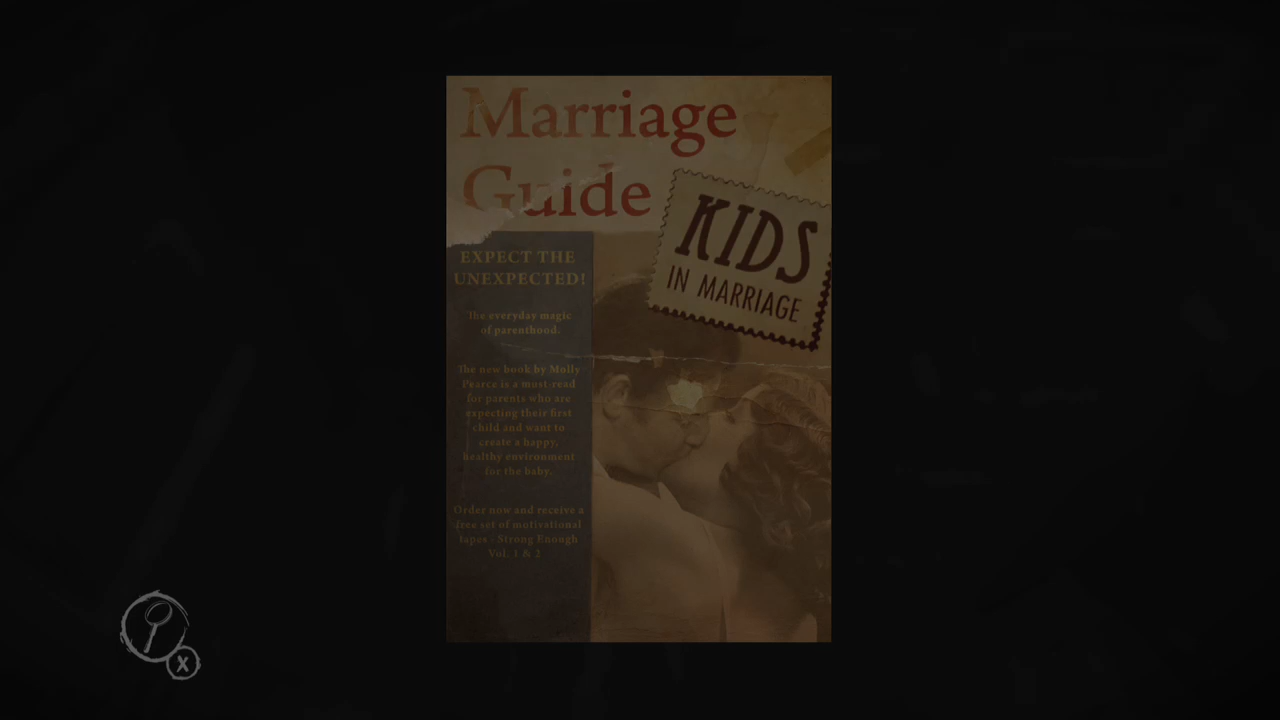 Marriage
Guide
KIDS
IN MARRIAGE
EXPECT THE
UNEXPECTED!
The everyday magic
of parenthood.
The new book by Molly
Pearce is a must-read
for parents who are
expecting their first
child and want to
create a happy,
healthy environment
for the baby.
Order now and receive a
free set of motivational
tapes - Strong Enough
Vol. 1 & 2
X